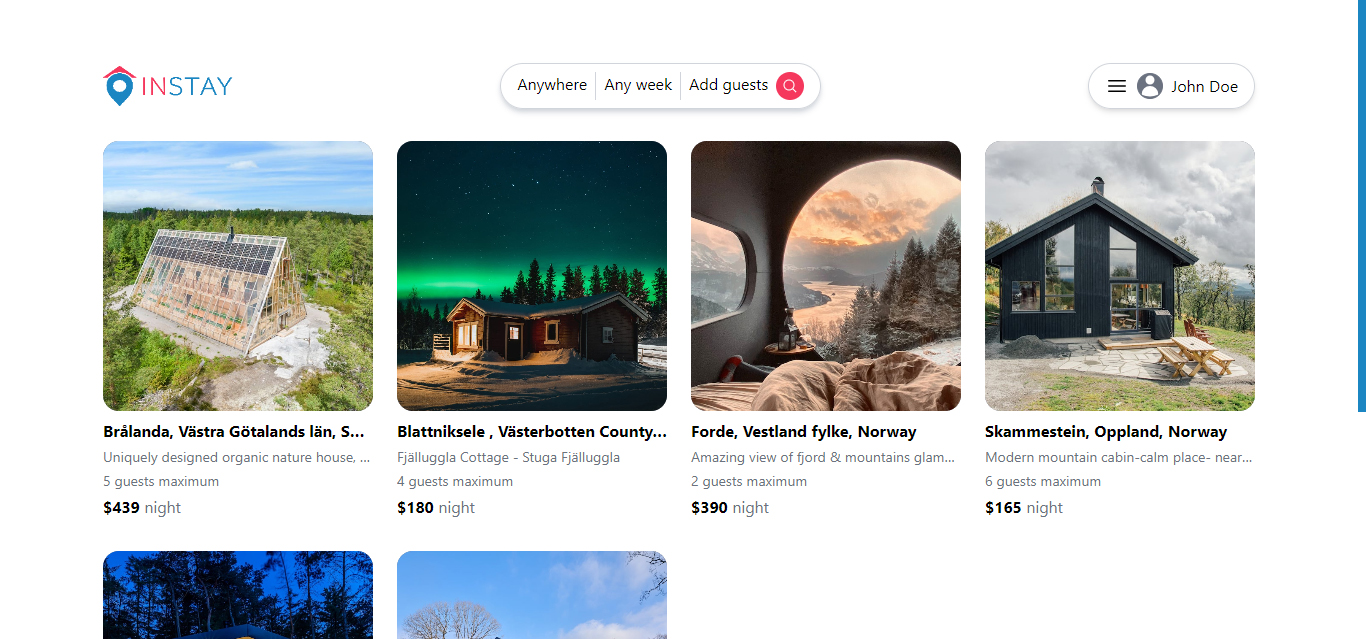 INSTAY
Anywhere
Any week
Add guests
John Doe
Brålanda, Västra Götalands län, S...
Uniquely designed organic nature house, ...
5 guests maximum
$439 night
Blattniksele , Västerbotten County...
Fjälluggla Cottage - Stuga Fjälluggla
4 guests maximum
$180 night
Forde, Vestland fylke, Norway
Amazing view of fjord & mountains glam...
2 guests maximum
$390 night
Skammestein, Oppland, Norway
Modern mountain cabin-calm place- near...
6 guests maximum
$165 night